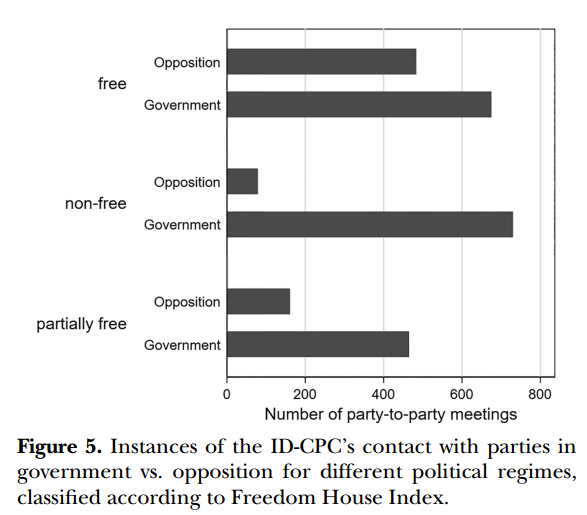 free
Opposition
Government
non-free
Opposition
Government
partially free
Opposition
Government
0 200 400 600 800
Number of party-to-party meetings
Figure 5. Instances of the ID-CPC's contact with parties in
government vs. opposition for different political regimes,
classified according to Freedom House Index.